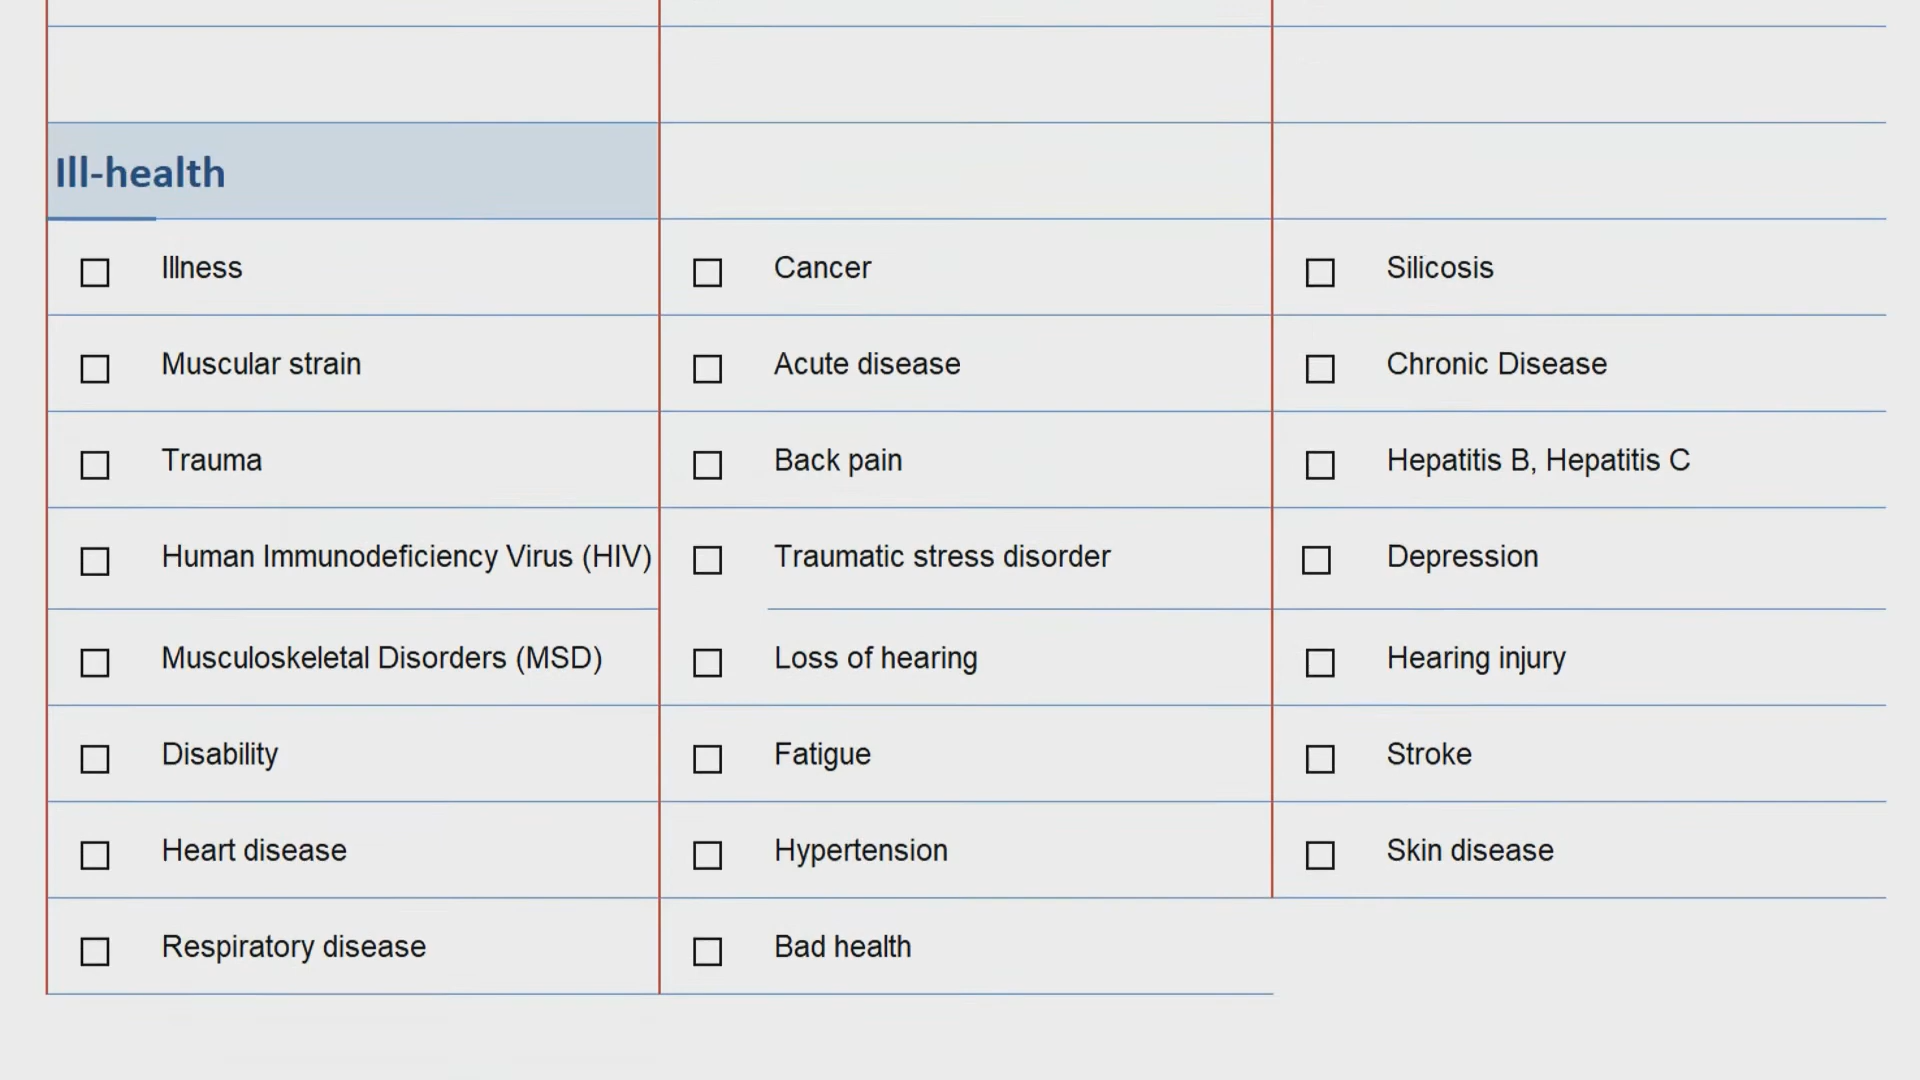 Ill-health
Illness
Cancer
Silicosis
Muscular strain
Acute disease
Chronic Disease
Trauma
Back pain
Hepatitis B, Hepatitis C
Human Immunodeficiency Virus (HIV)
Traumatic stress disorder
Depression
Musculoskeletal Disorders (MSD)
Loss of hearing
Hearing injury
Disability
Fatigue
Stroke
Heart disease
Hypertension
Skin disease
Respiratory disease
Bad health